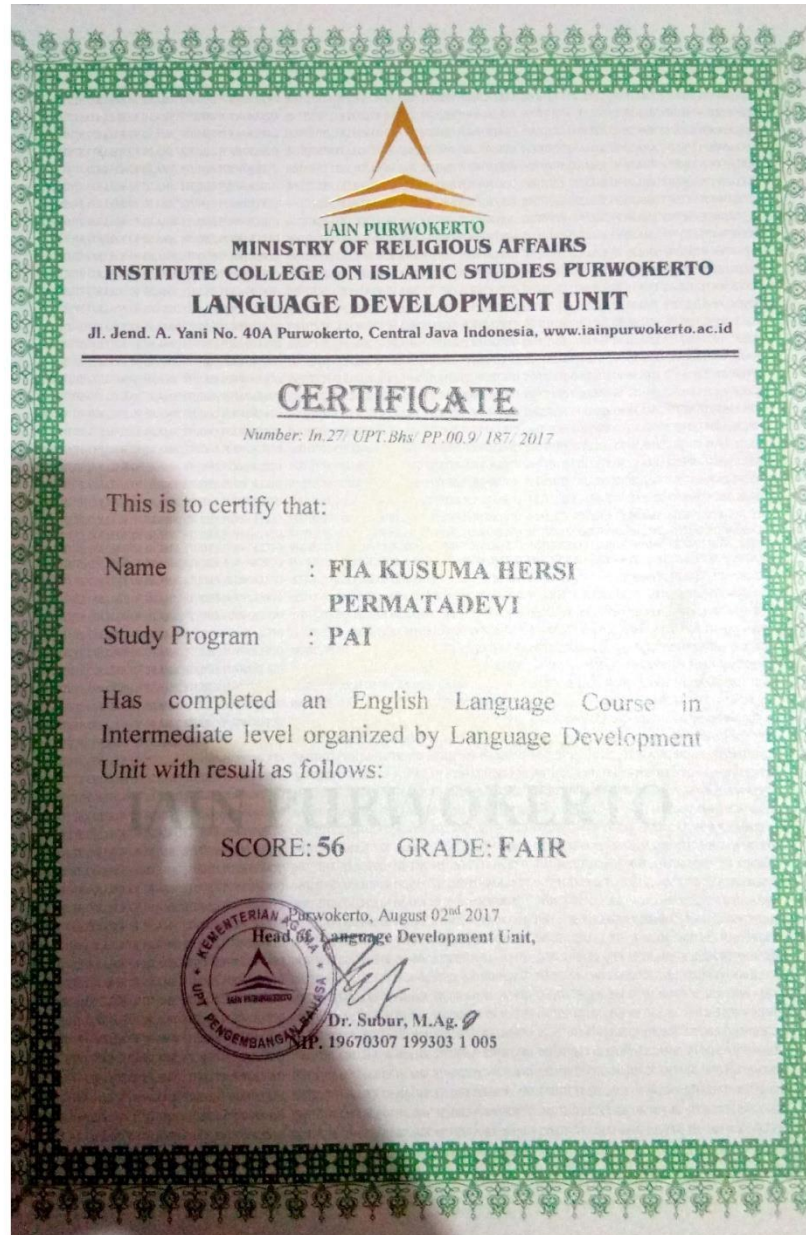 IAIN PURWOKERTO
MINISTRY OF RELIGIOUS AFFAIRS
INSTITUTE COLLEGE ON ISLAMIC STUDIES PURWOKERTO
LANGUAGE DEVELOPMENT UNIT
Jl. Jend. A. Yani No. 40A Purwokerto, Central Java Indonesia, www.iainpurwokerto.ac.id
CERTIFICATE
Number: In.27/ UPT.Bhs/ PP.00.9/ 187/ 2017
This is to certify that:
Name : FIA KUSUMA HERSI
PERMATADEVI
Study Program : PAI
Has completed an English Language Course in
Intermediate level organized by Language Development
Unit with result as follows:
IAIN PURWOKERTO
SCORE: 56 GRADE: FAIR
Purwokerto, August 02nd 2017
Head of Language Development Unit,
KEMENTERIAN AGAMA
IAIN PURWOKERTO
UPT PENGEMBANGAN BAHASA
Dr. Subur, M.Ag.
NIP. 19670307 199303 1 005